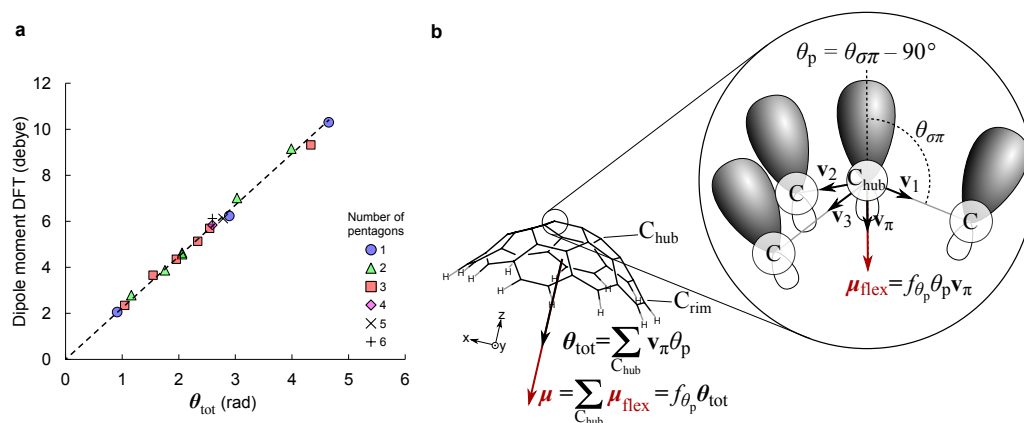 a
Dipole moment DFT (debye)
12
10
8
6
4
2
0
0 1 2 3 4 5 6
θtot (rad)
Number of
pentagons
1
2
3
4
5
6
b
θp = θσπ – 90°
θσπ
v2
Chub
v1
C
v3
vπ
C
C
μflex = fθp θp vπ
Chub
Crim
H H H H H H H H H H
z
x
y
θtot = ∑ vπθp
Chub
μ = ∑ μflex = fθp θtot
Chub